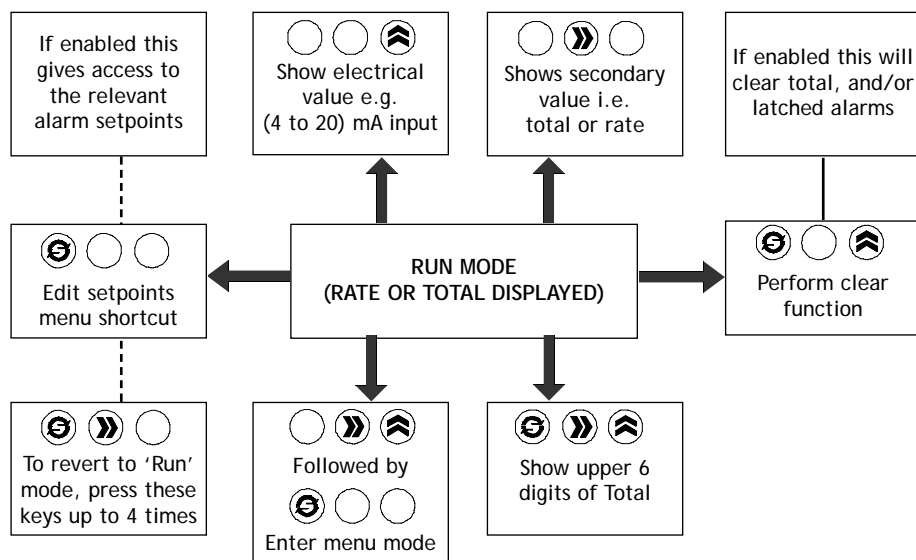 If enabled this
gives access to
the relevant
alarm setpoints
Show electrical
value e.g.
(4 to 20) mA input
Shows secondary
value i.e.
total or rate
If enabled this will
clear total, and/or
latched alarms
Edit setpoints
menu shortcut
RUN MODE
(RATE OR TOTAL DISPLAYED)
Perform clear
function
To revert to ‘Run’
mode, press these
keys up to 4 times
Followed by
Enter menu mode
Show upper 6
digits of Total